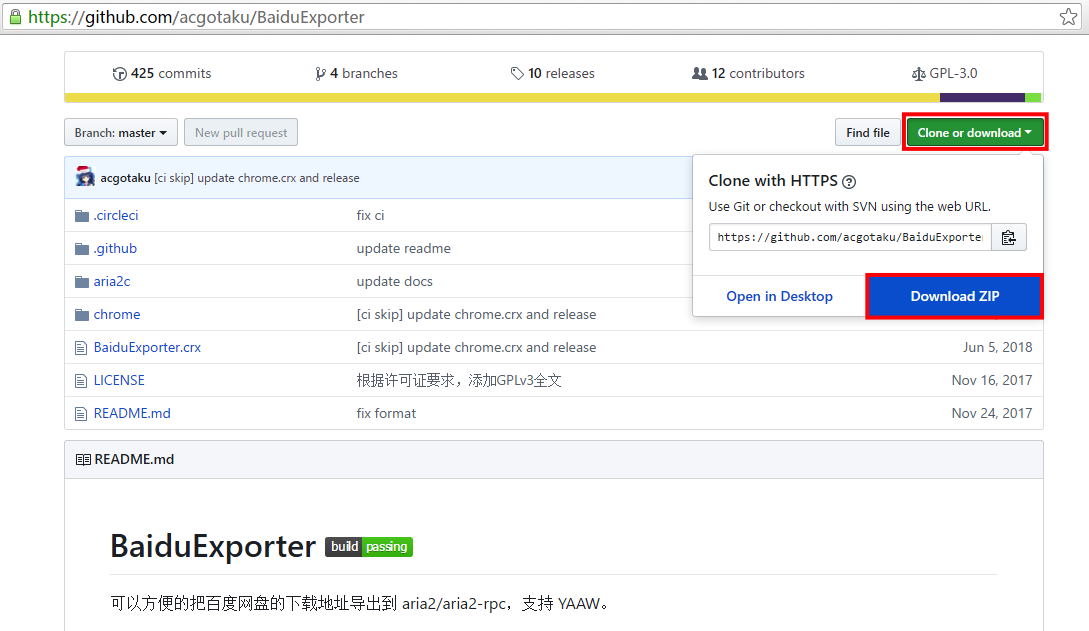 https://github.com/acgotaku/BaiduExporter
425 commits 4 branches 10 releases 12 contributors GPL-3.0
Branch: master New pull request Find file Clone or download
acgotaku [ci skip] update chrome.crx and release
Clone with HTTPS
Use Git or checkout with SVN using the web URL.
https://github.com/acgotaku/BaiduExporter
Open in Desktop Download ZIP
.circleci fix ci
.github update readme
aria2c update docs
chrome [ci skip] update chrome.crx and release
BaiduExporter.crx [ci skip] update chrome.crx and release Jun 5, 2018
LICENSE 根据许可证要求，添加GPLv3全文 Nov 16, 2017
README.md fix format Nov 24, 2017
README.md
BaiduExporter build passing
可以方便的把百度网盘的下载地址导出到 aria2/aria2-rpc，支持 YAAW。